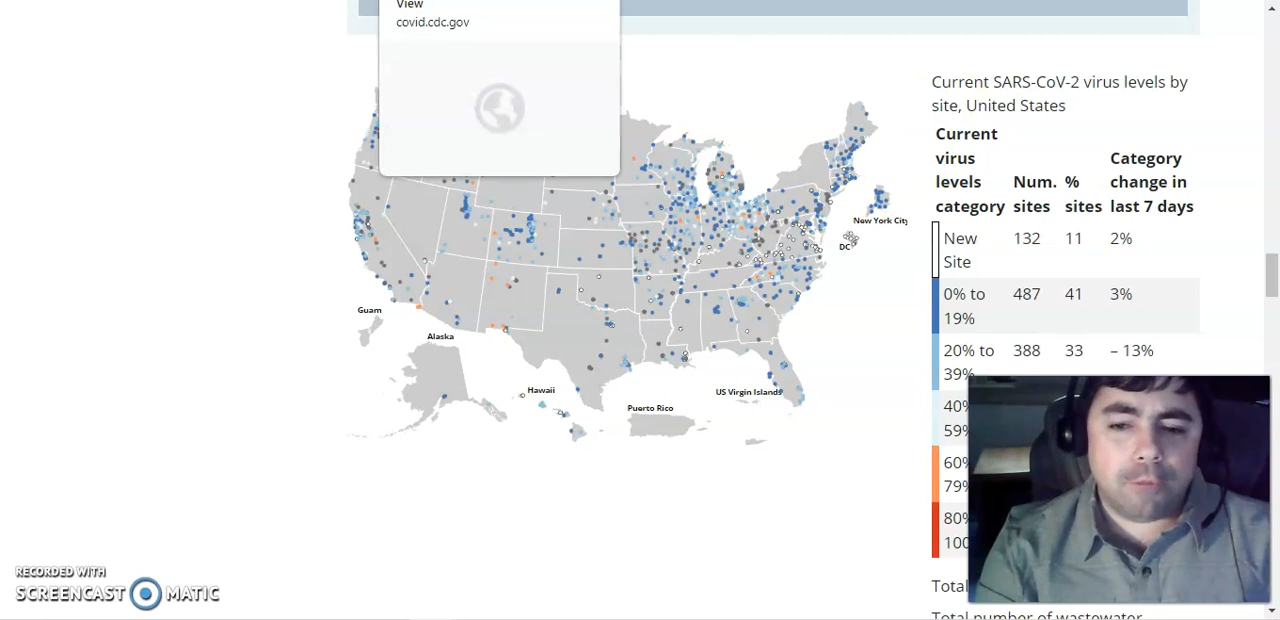 View
covid.cdc.gov
Current SARS-CoV-2 virus levels by
site, United States
Current
virus
levels
category
Num.
sites
%
sites
Category
change in
last 7 days
New
Site
132
11
2%
0% to
19%
487
41
3%
20% to
39%
388
33
– 13%
40%
59%
60%
79%
80%
100
Total
Total number of wastewater
New York City
DC
Guam
Alaska
Hawaii
Puerto Rico
US Virgin Islands
RECORDED WITH
SCREENCAST MATIC